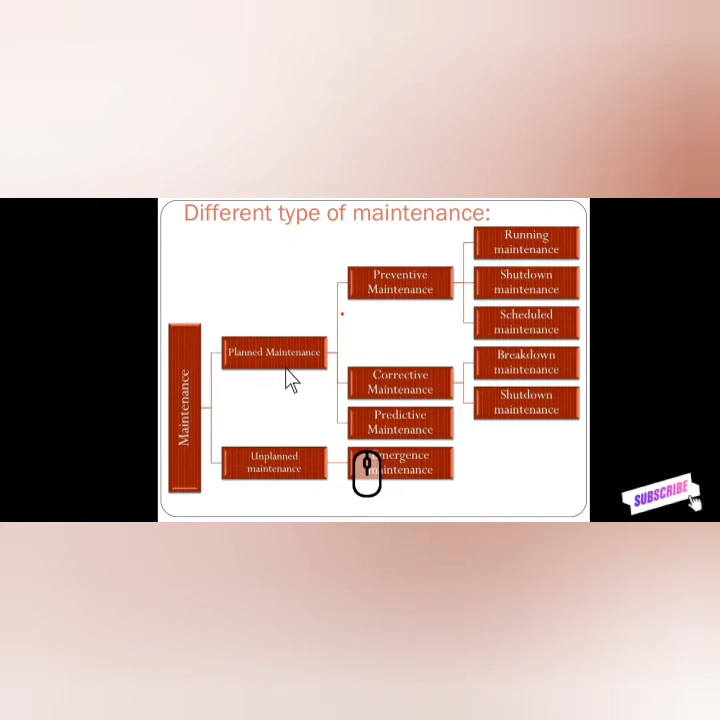 Different type of maintenance:
Running
maintenance
Preventive
Maintenance
Shutdown
maintenance
Scheduled
maintenance
Planned Maintenance
Breakdown
maintenance
Corrective
Maintenance
Shutdown
maintenance
Maintenance
Predictive
Maintenance
Unplanned
maintenance
maintenance
SUBSCRIBE